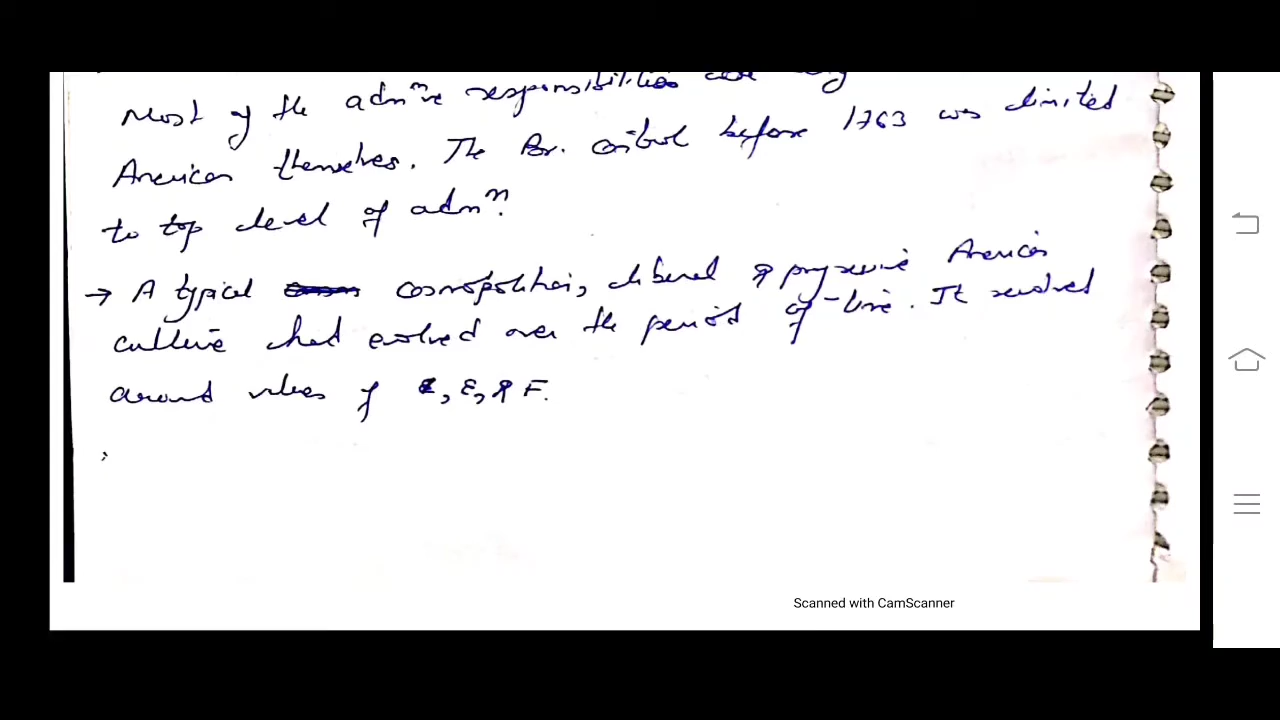 Most of the admnve responsibilities
American themselves. The Br. control before 1763 was limited
to top level of admn.
→ A typical cosmopolitan, liberal & progressive American
culture had evolved over the period of time. It revolved
around values of E, & F.
Scanned with CamScanner